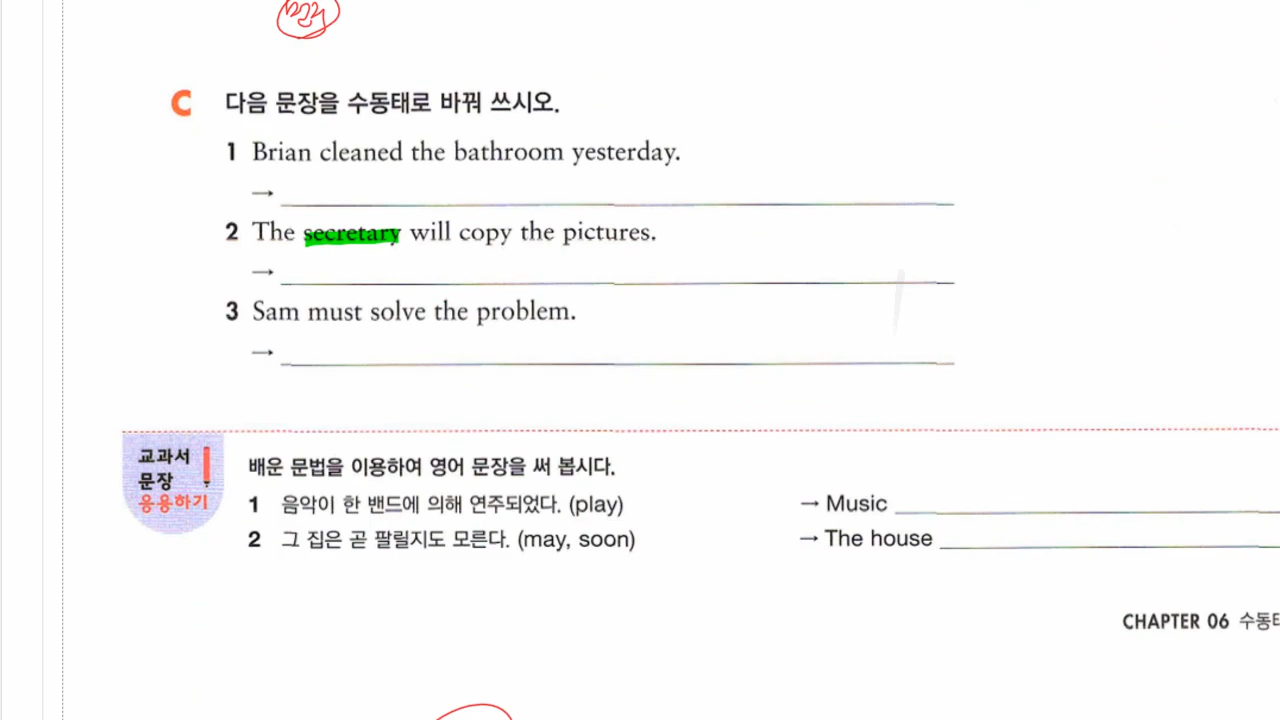 C 다음 문장을 수동태로 바꿔 쓰시오.
1 Brian cleaned the bathroom yesterday.
→
2 The secretary will copy the pictures.
→
3 Sam must solve the problem.
→
교과서
문장
응용하기
배운 문법을 이용하여 영어 문장을 써 봅시다.
1 음악이 한 밴드에 의해 연주되었다. (play) → Music
2 그 집은 곧 팔릴지도 모른다. (may, soon) → The house
CHAPTER 06 수동태